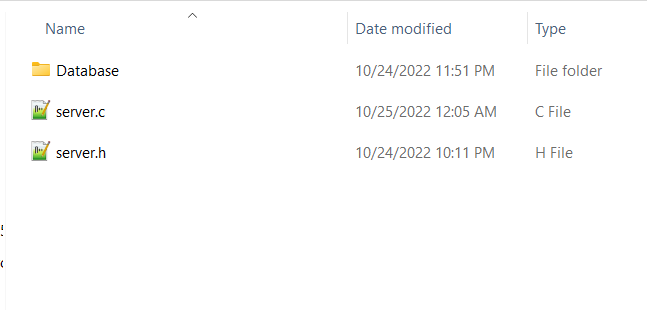 Name Date modified Type
Database 10/24/2022 11:51 PM File folder
server.c 10/25/2022 12:05 AM C File
server.h 10/24/2022 10:11 PM H File